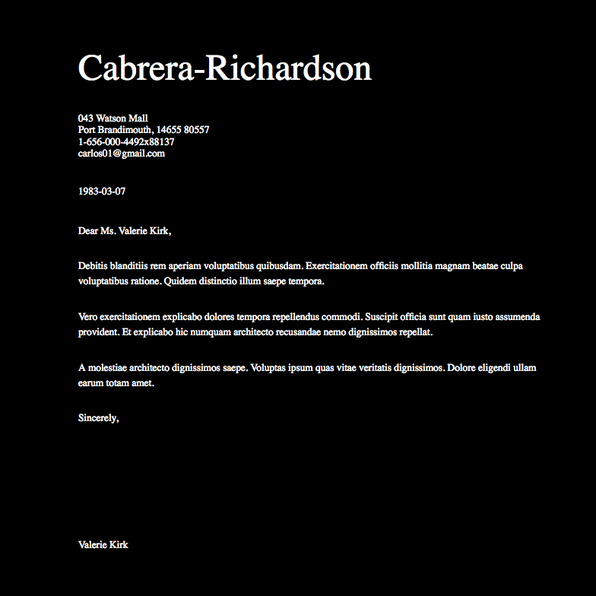 Cabrera-Richardson
043 Watson Mall
Port Brandimouth, 14655 80557
1-656-000-4492x88137
carlos01@gmail.com
1983-03-07
Dear Ms. Valerie Kirk,
Debitis blanditiis rem aperiam voluptatibus quibusdam. Exercitationem officiis mollitia magnam beatae culpa
voluptatibus ratione. Quidem distinctio illum saepe tempora.
Vero exercitationem explicabo dolores tempora repellendus commodi. Suscipit officia sunt quam iusto assumenda
provident. Et explicabo hic numquam architecto recusandae nemo dignissimos repellat.
A molestiae architecto dignissimos saepe. Voluptas ipsum quas vitae veritatis dignissimos. Dolore eligendi ullam
earum totam amet.
Sincerely,
Valerie Kirk